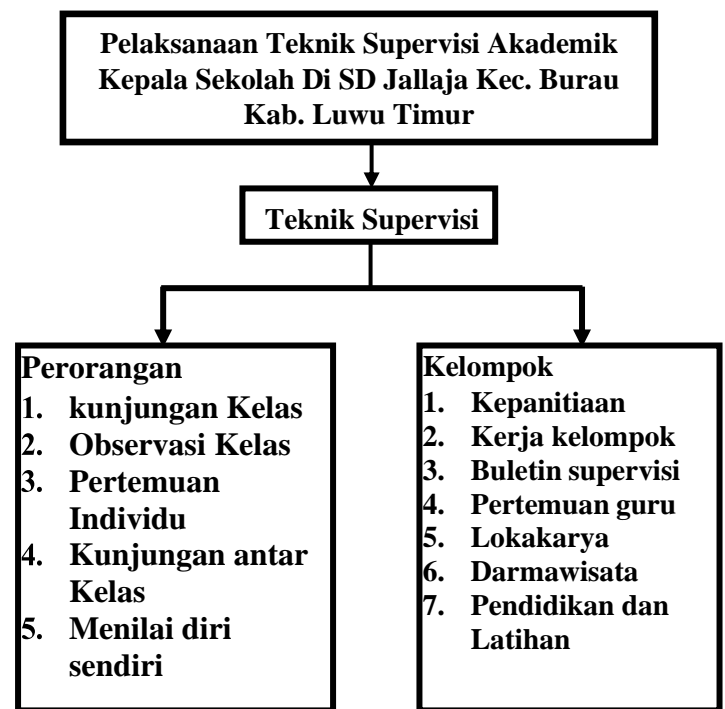 Pelaksanaan Teknik Supervisi Akademik
Kepala Sekolah Di SD Jallaja Kec. Burau
Kab. Luwu Timur
Teknik Supervisi
Perorangan
1. kunjungan Kelas
2. Observasi Kelas
3. Pertemuan
Individu
4. Kunjungan antar
Kelas
5. Menilai diri
sendiri
Kelompok
1. Kepanitiaan
2. Kerja kelompok
3. Buletin supervisi
4. Pertemuan guru
5. Lokakarya
6. Darmawisata
7. Pendidikan dan
Latihan